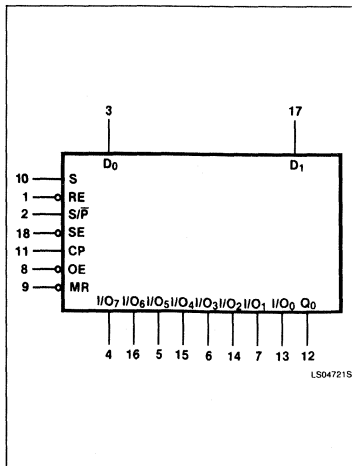 3 17
D₀ D₁
10 S
1 RE
2 S/P̅
18 SE
11 CP
8 OE
9 MR
I/O₇ I/O₆ I/O₅ I/O₄ I/O₃ I/O₂ I/O₁ I/O₀ Q₀
4 16 5 15 6 14 7 13 12
LS04721S